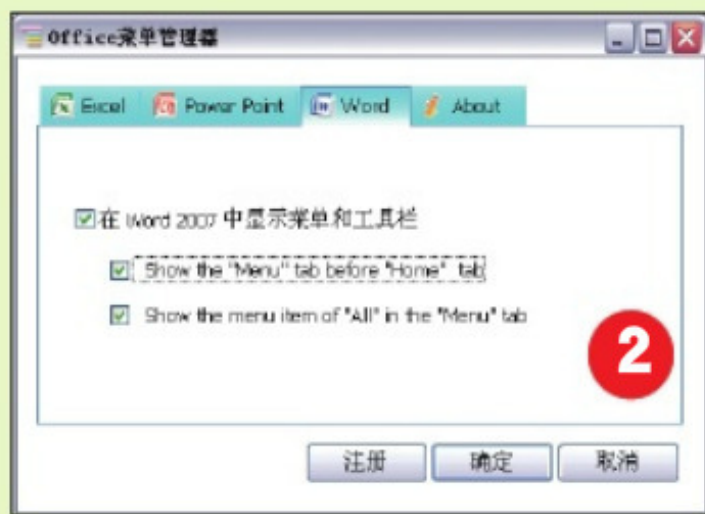 Office菜单管理器
Excel Power Point Word About
在 Word 2007 中显示菜单和工具栏
Show the "Menu" tab before "Home" tab
Show the menu item of "All" in the "Menu" tab
2
注册 确定 取消